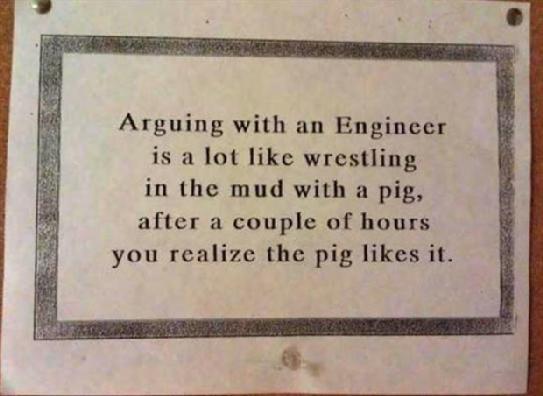 Arguing with an Engineer
is a lot like wrestling
in the mud with a pig,
after a couple of hours
you realize the pig likes it.